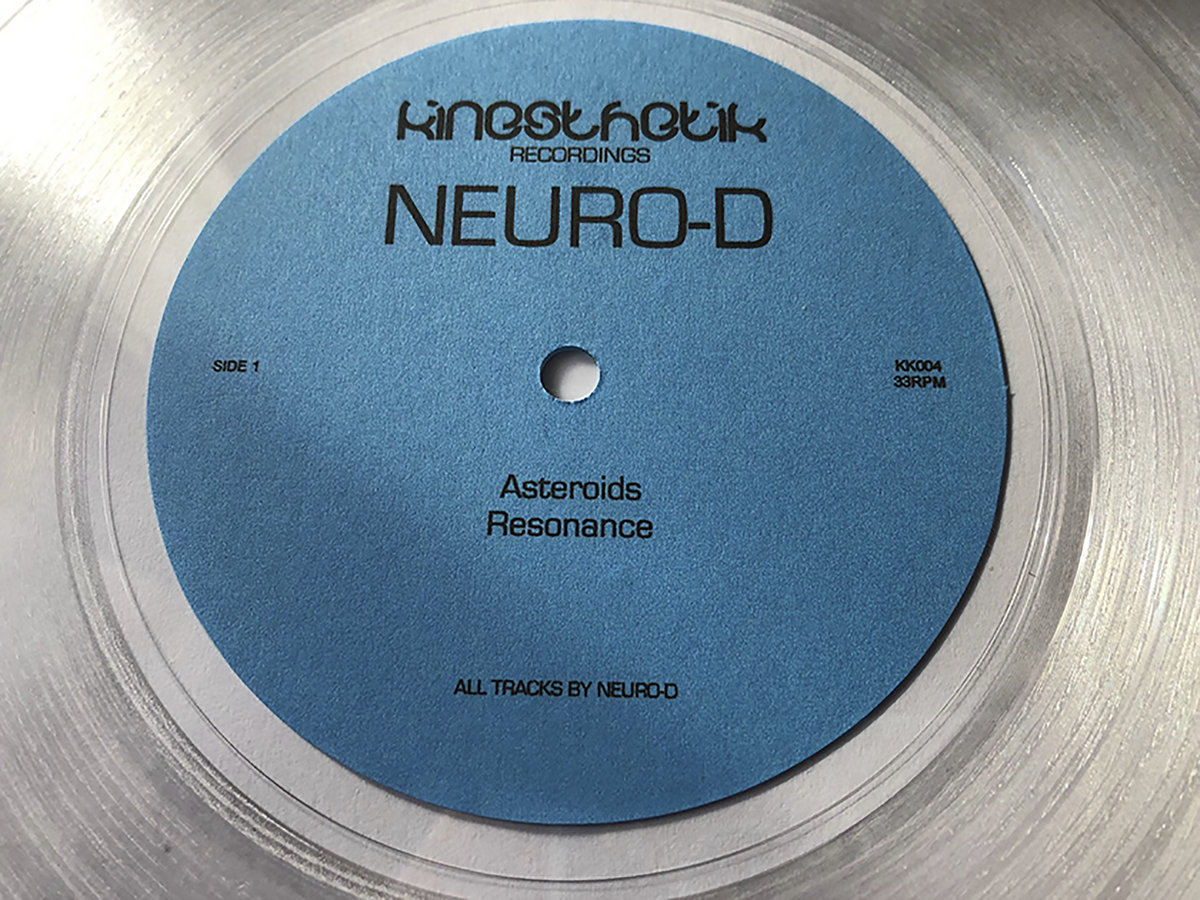 kinesthetik
RECORDINGS
NEURO-D
SIDE 1
KK004
33RPM
Asteroids
Resonance
ALL TRACKS BY NEURO-D